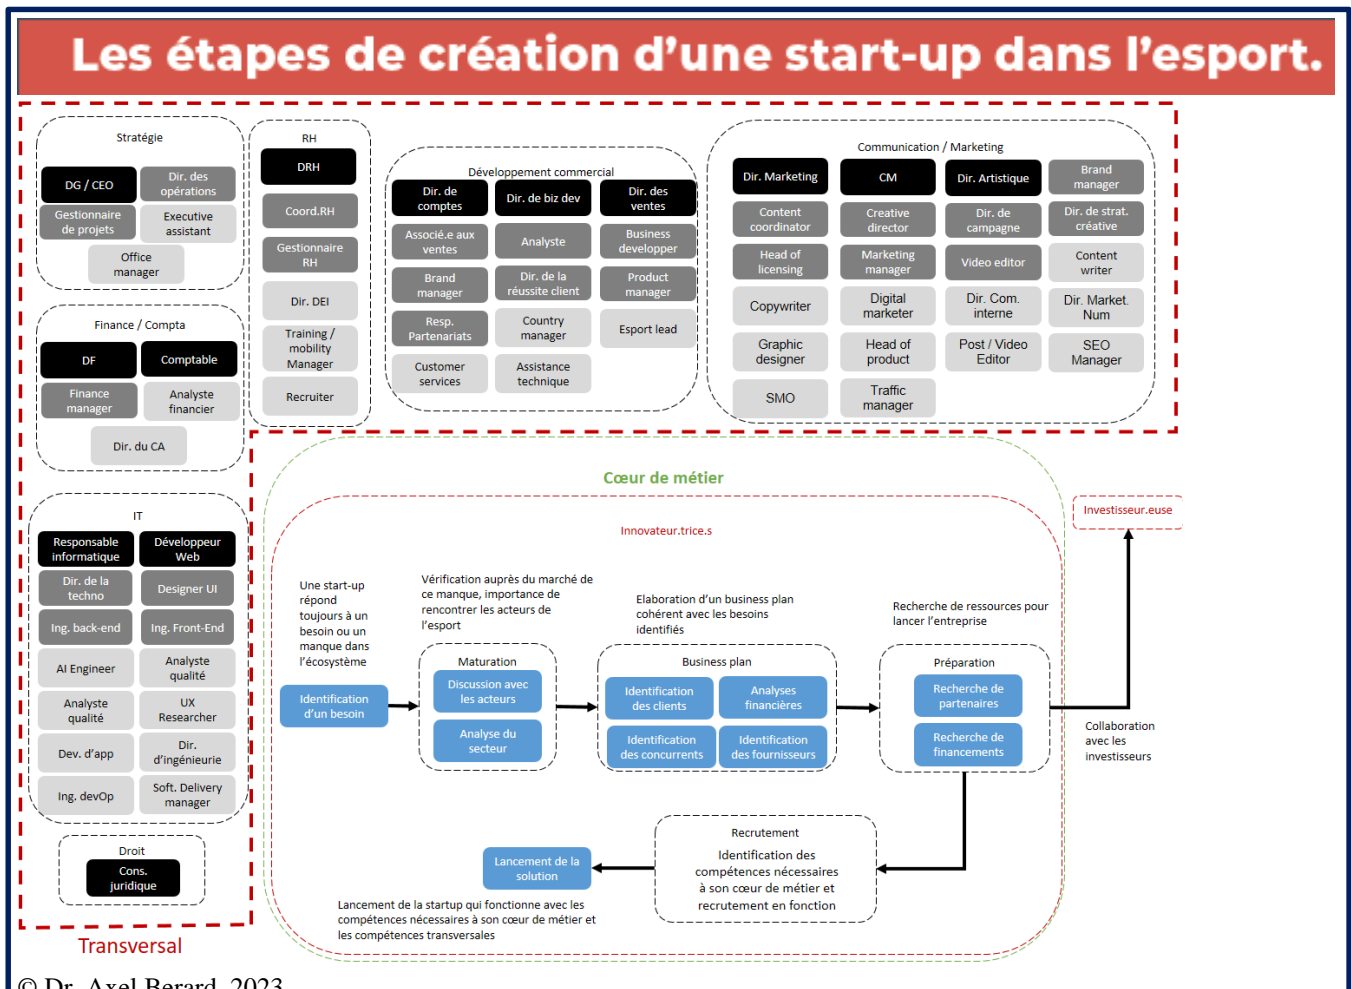 Les étapes de création d'une start-up dans l'esport.
Stratégie
DG / CEO
Dir. des
opérations
Gestionnaire
de projets
Executive
assistant
Office
manager
RH
DRH
Coord.RH
Gestionnaire
RH
Dir. DEI
Training /
mobility
Manager
Recruiter
Développement commercial
Dir. de
comptes
Dir. de biz dev
Dir. des
ventes
Associé.e aux
ventes
Analyste
Business
developper
Brand
manager
Dir. de la
réussite client
Product
manager
Resp.
Partenariats
Country
manager
Esport lead
Customer
services
Assistance
technique
Communication / Marketing
Dir. Marketing
CM
Dir. Artistique
Brand
manager
Content
coordinator
Creative
director
Dir. de
campagne
Dir. de strat.
créative
Head of
licensing
Marketing
manager
Video editor
Content
writer
Copywriter
Digital
marketer
Dir. Com.
interne
Dir. Market.
Num
Graphic
designer
Head of
product
Post / Video
Editor
SEO
Manager
SMO
Traffic
manager
Finance / Compta
DF
Comptable
Finance
manager
Analyste
financier
Dir. du CA
IT
Responsable
informatique
Développeur
Web
Dir. de la
techno
Designer UI
Ing. back-end
Ing. Front-End
AI Engineer
Analyste
qualité
Analyste
qualité
UX
Researcher
Dev. d'app
Dir.
d'ingénieurie
Ing. devOp
Soft. Delivery
manager
Droit
Cons.
juridique
Transversal
Cœur de métier
Innovateur.trice.s
Investisseur.euse
Une start-up
répond
toujours à un
besoin ou un
manque dans
l'écosystème
Identification
d'un besoin
Vérification auprès du marché de
ce manque, importance de
rencontrer les acteurs de
l'esport
Maturation
Discussion avec
les acteurs
Analyse du
secteur
Elaboration d'un business plan
cohérent avec les besoins
identifiés
Business plan
Identification
des clients
Analyses
financières
Identification
des concurrents
Identification
des fournisseurs
Recherche de ressources pour
lancer l'entreprise
Préparation
Recherche de
partenaires
Recherche de
financements
Collaboration
avec les
investisseurs
Recrutement
Identification des
compétences nécessaires
à son cœur de métier et
recrutement en fonction
Lancement de la
solution
Lancement de la startup qui fonctionne avec les
compétences nécessaires à son cœur de métier et
les compétences transversales
© Dr. Axel Berard, 2023